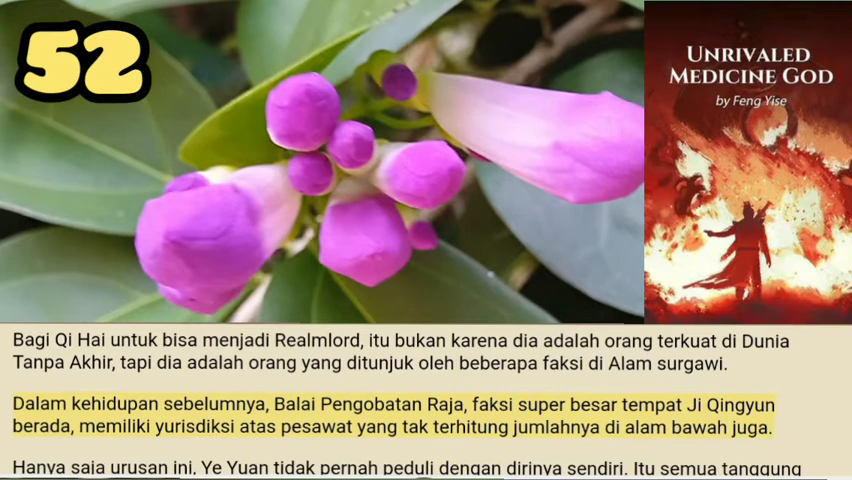 52
UNRIVALED
MEDICINE GOD
by Feng Yise
Bagi Qi Hai untuk bisa menjadi Realmlord, itu bukan karena dia adalah orang terkuat di Dunia
Tanpa Akhir, tapi dia adalah orang yang ditunjuk oleh beberapa faksi di Alam surgawi.
Dalam kehidupan sebelumnya, Balai Pengobatan Raja, faksi super besar tempat Ji Qingyun
berada, memiliki yurisdiksi atas pesawat yang tak terhitung jumlahnya di alam bawah juga.
Hanya saja urusan ini, Ye Yuan tidak pernah peduli dengan dirinya sendiri. Itu semua tanggung